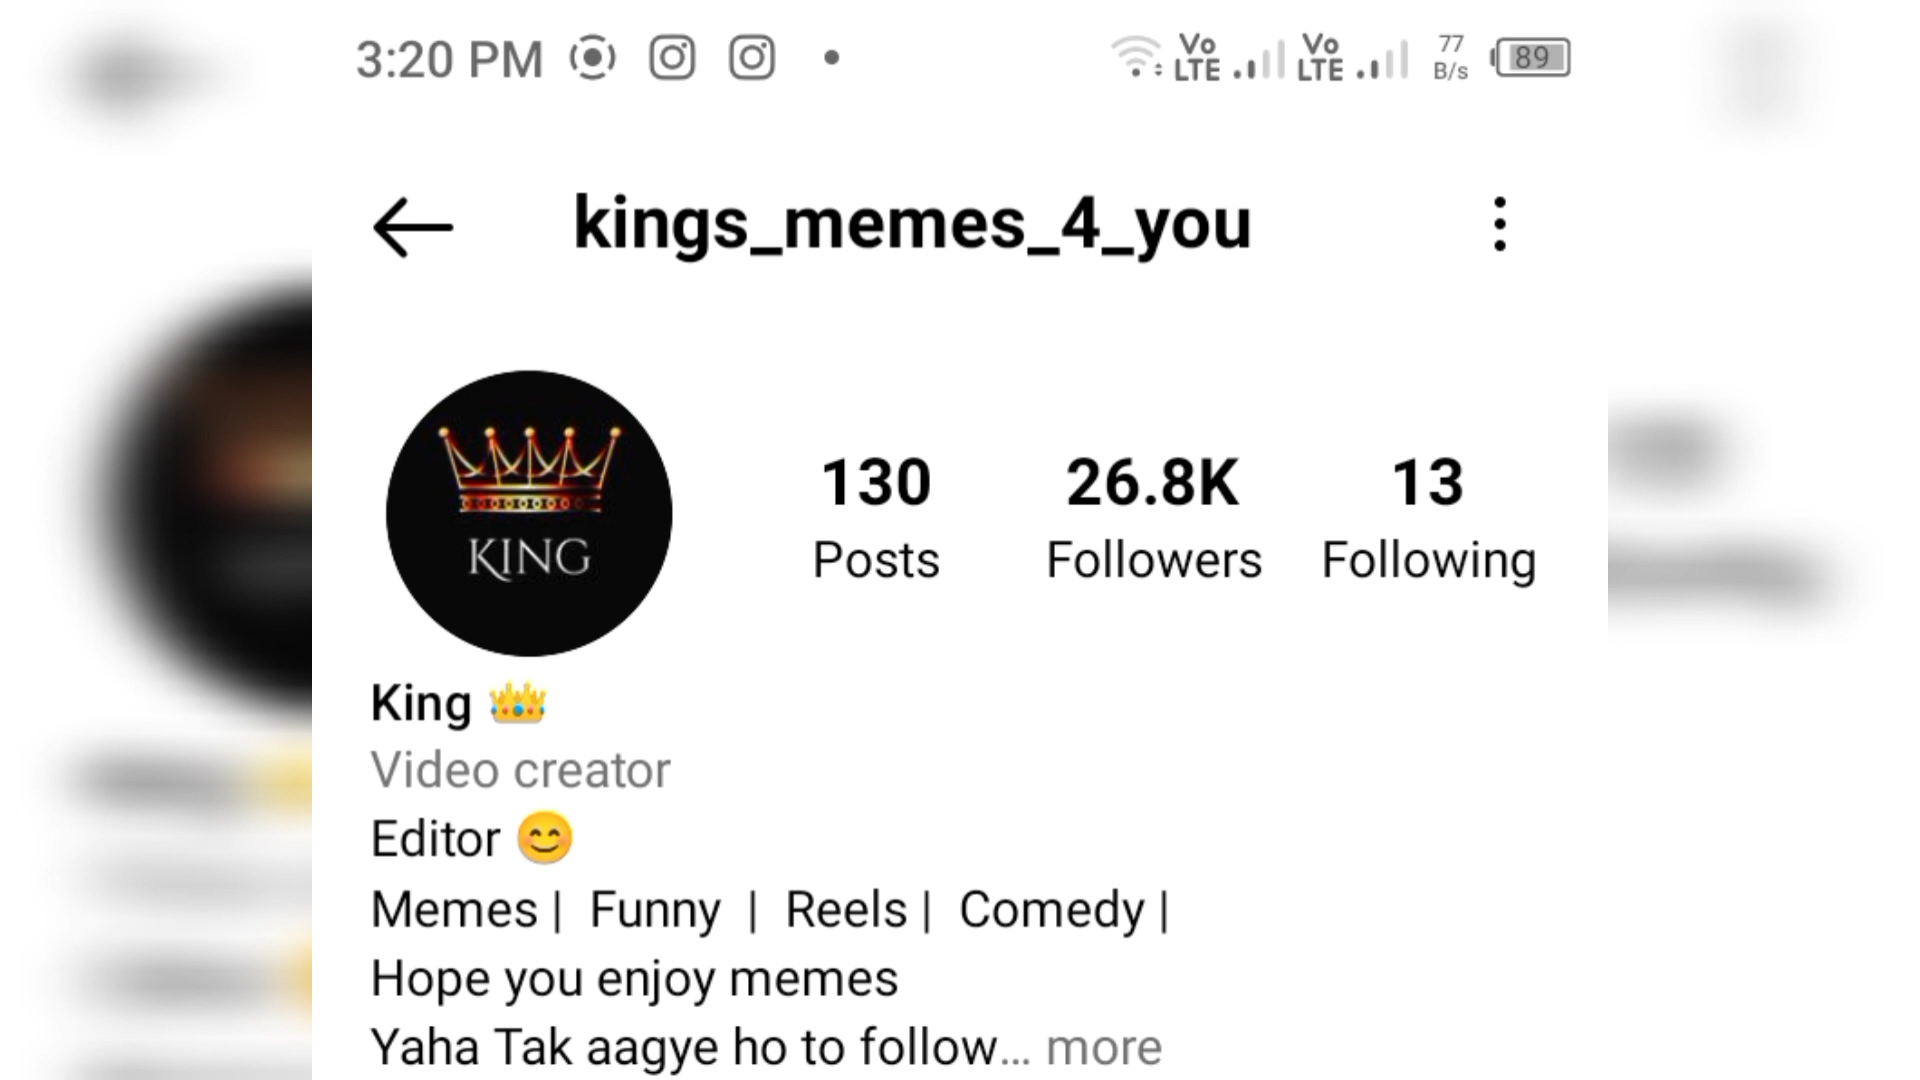 3:20 PM
Vo LTE Vo LTE 77 B/s 89
kings_memes_4_you
KING
130 26.8K 13
Posts Followers Following
King 👑
Video creator
Editor 😊
Memes | Funny | Reels | Comedy |
Hope you enjoy memes
Yaha Tak aagye ho to follow... more